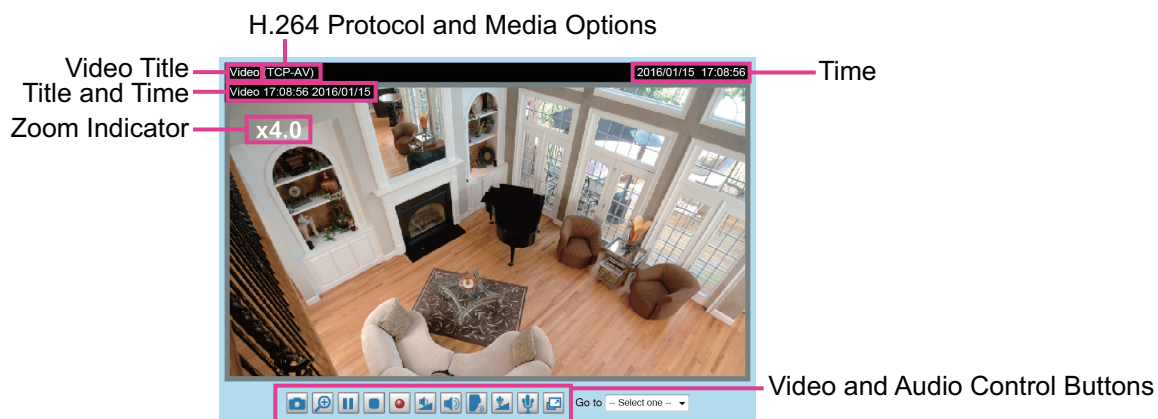 H.264 Protocol and Media Options
Video Title
Video (TCP-AV)
2016/01/15 17:08:56
Time
Title and Time
Video 17:08:56 2016/01/15
Zoom Indicator
x4.0
Go to
-- Select one --
Video and Audio Control Buttons